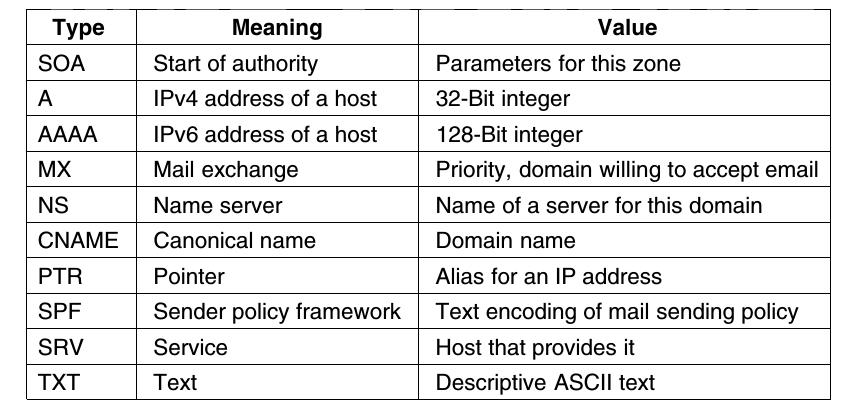 Type Meaning Value
SOA Start of authority Parameters for this zone
A IPv4 address of a host 32-Bit integer
AAAA IPv6 address of a host 128-Bit integer
MX Mail exchange Priority, domain willing to accept email
NS Name server Name of a server for this domain
CNAME Canonical name Domain name
PTR Pointer Alias for an IP address
SPF Sender policy framework Text encoding of mail sending policy
SRV Service Host that provides it
TXT Text Descriptive ASCII text